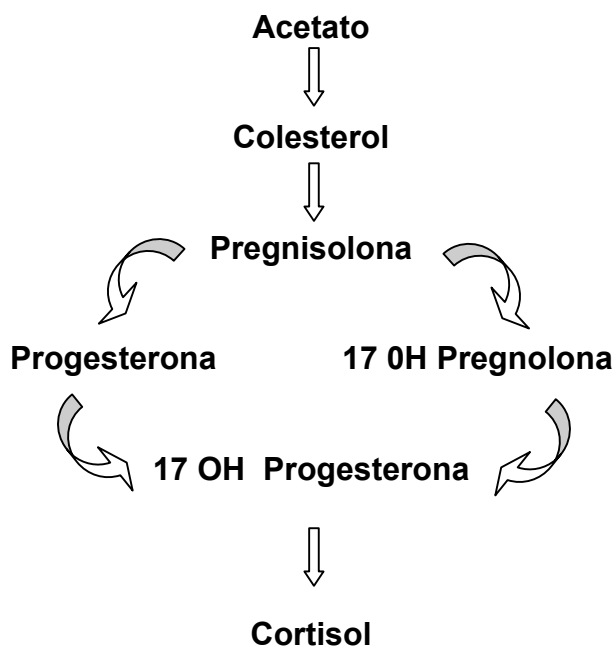 Acetato
Colesterol
Pregnisolona
Progesterona
17 0H Pregnolona
17 OH Progesterona
Cortisol